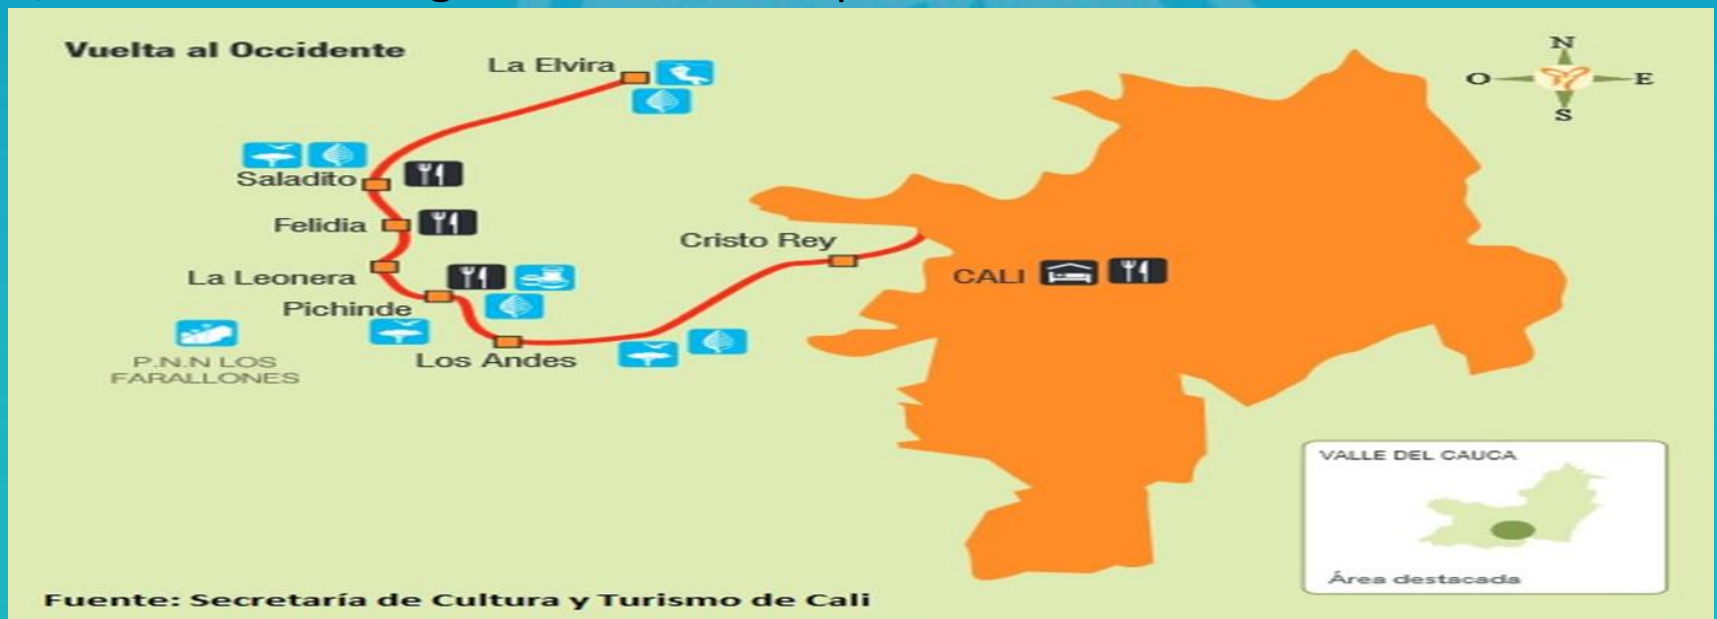 Vuelta al Occidente
La Elvira
N
O
E
S
Saladito
Felidia
Cristo Rey
La Leonera
CALI
Pichinde
P.N.N LOS
FARALLONES
Los Andes
VALLE DEL CAUCA
Área destacada
Fuente: Secretaría de Cultura y Turismo de Cali